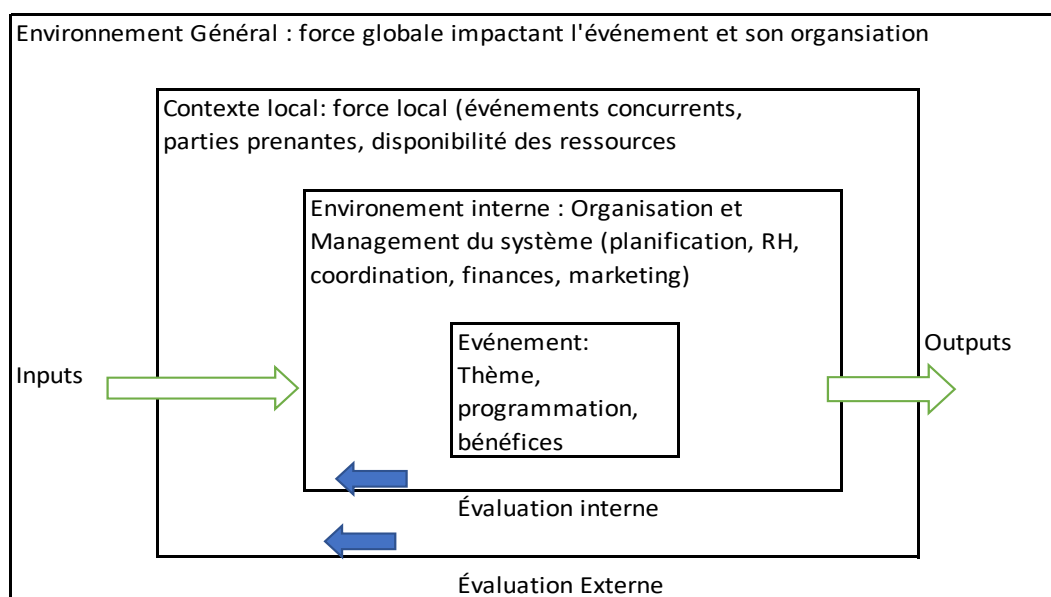 Environnement Général : force globale impactant l'événement et son organsiation
Contexte local: force local (événements concurrents,
parties prenantes, disponibilité des ressources
Environement interne : Organisation et
Management du système (planification, RH,
coordination, finances, marketing)
Evénement:
Thème,
programmation,
bénéfices
Inputs
Outputs
Évaluation interne
Évaluation Externe